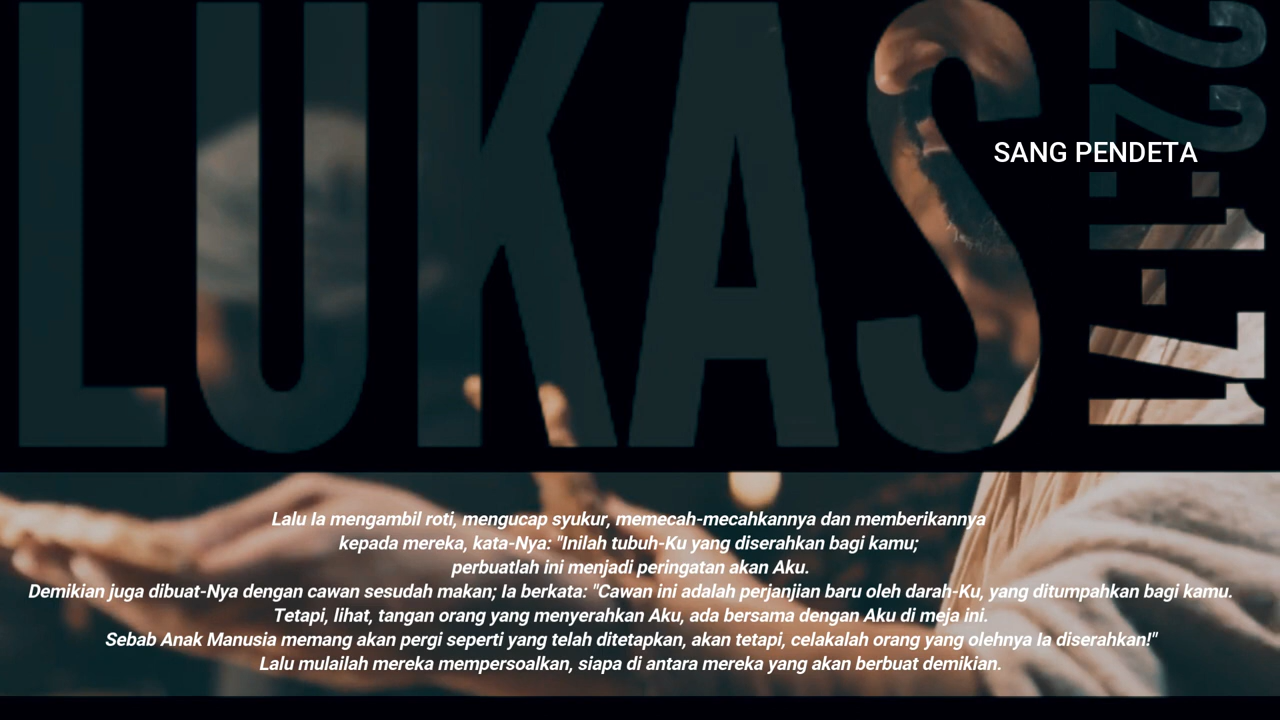 LUKAS
22:1-71
SANG PENDETA
Lalu Ia mengambil roti, mengucap syukur, memecah-mecahkannya dan memberikannya
kepada mereka, kata-Nya: "Inilah tubuh-Ku yang diserahkan bagi kamu;
perbuatlah ini menjadi peringatan akan Aku.
Demikian juga dibuat-Nya dengan cawan sesudah makan; Ia berkata: "Cawan ini adalah perjanjian baru oleh darah-Ku, yang ditumpahkan bagi kamu.
Tetapi, lihat, tangan orang yang menyerahkan Aku, ada bersama dengan Aku di meja ini.
Sebab Anak Manusia memang akan pergi seperti yang telah ditetapkan, akan tetapi, celakalah orang yang olehnya Ia diserahkan!"
Lalu mulailah mereka mempersoalkan, siapa di antara mereka yang akan berbuat demikian.